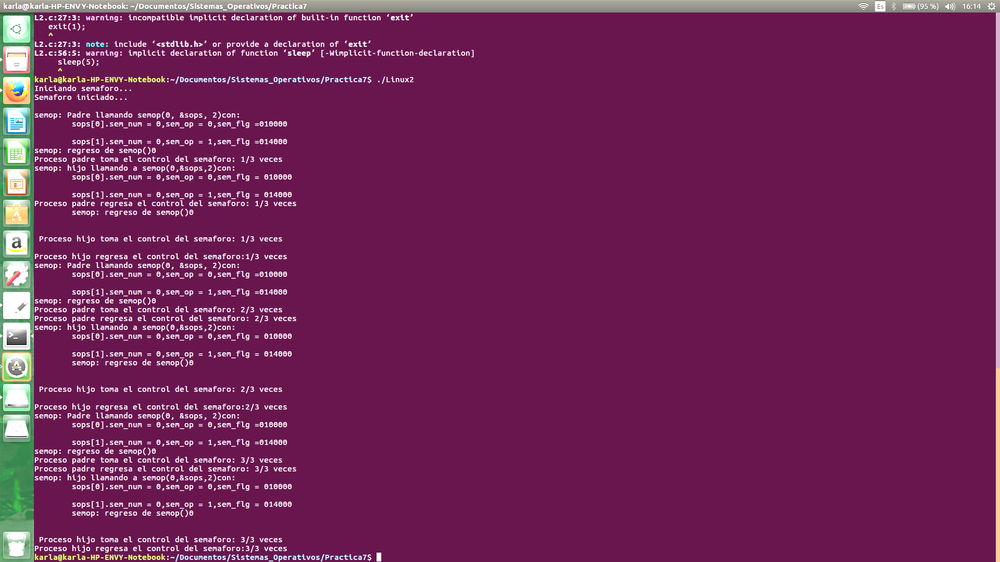 karla@karla-HP-ENVY-Notebook: ~/Documentos/Sistemas_Operativos/Practica7
Es (95 %) 16:14
L2.c:27:3: warning: incompatible implicit declaration of built-in function ‘exit’
   exit(1);
   ^
L2.c:27:3: note: include ‘<stdlib.h>’ or provide a declaration of ‘exit’
L2.c:56:5: warning: implicit declaration of function ‘sleep’ [-Wimplicit-function-declaration]
     sleep(5);
     ^
karla@karla-HP-ENVY-Notebook:~/Documentos/Sistemas_Operativos/Practica7$ ./Linux2
Iniciando semaforo...
Semaforo iniciado...
semop: Padre llamando semop(0, &sops, 2)con:
        sops[0].sem_num = 0,sem_op = 0,sem_flg =010000
        sops[1].sem_num = 0,sem_op = 1,sem_flg =014000
semop: regreso de semop()0
Proceso padre toma el control del semaforo: 1/3 veces
semop: hijo llamando a semop(0,&sops,2)con:
        sops[0].sem_num = 0,sem_op = 0,sem_flg = 010000
        sops[1].sem_num = 0,sem_op = 1,sem_flg = 014000
Proceso padre regresa el control del semaforo: 1/3 veces
        semop: regreso de semop()0
 Proceso hijo toma el control del semaforo: 1/3 veces
Proceso hijo regresa el control del semaforo:1/3 veces
semop: Padre llamando semop(0, &sops, 2)con:
        sops[0].sem_num = 0,sem_op = 0,sem_flg =010000
        sops[1].sem_num = 0,sem_op = 1,sem_flg =014000
semop: regreso de semop()0
Proceso padre toma el control del semaforo: 2/3 veces
Proceso padre regresa el control del semaforo: 2/3 veces
semop: hijo llamando a semop(0,&sops,2)con:
        sops[0].sem_num = 0,sem_op = 0,sem_flg = 010000
        sops[1].sem_num = 0,sem_op = 1,sem_flg = 014000
        semop: regreso de semop()0
 Proceso hijo toma el control del semaforo: 2/3 veces
Proceso hijo regresa el control del semaforo:2/3 veces
semop: Padre llamando semop(0, &sops, 2)con:
        sops[0].sem_num = 0,sem_op = 0,sem_flg =010000
        sops[1].sem_num = 0,sem_op = 1,sem_flg =014000
semop: regreso de semop()0
Proceso padre toma el control del semaforo: 3/3 veces
Proceso padre regresa el control del semaforo: 3/3 veces
semop: hijo llamando a semop(0,&sops,2)con:
        sops[0].sem_num = 0,sem_op = 0,sem_flg = 010000
        sops[1].sem_num = 0,sem_op = 1,sem_flg = 014000
        semop: regreso de semop()0
 Proceso hijo toma el control del semaforo: 3/3 veces
Proceso hijo regresa el control del semaforo:3/3 veces
karla@karla-HP-ENVY-Notebook:~/Documentos/Sistemas_Operativos/Practica7$